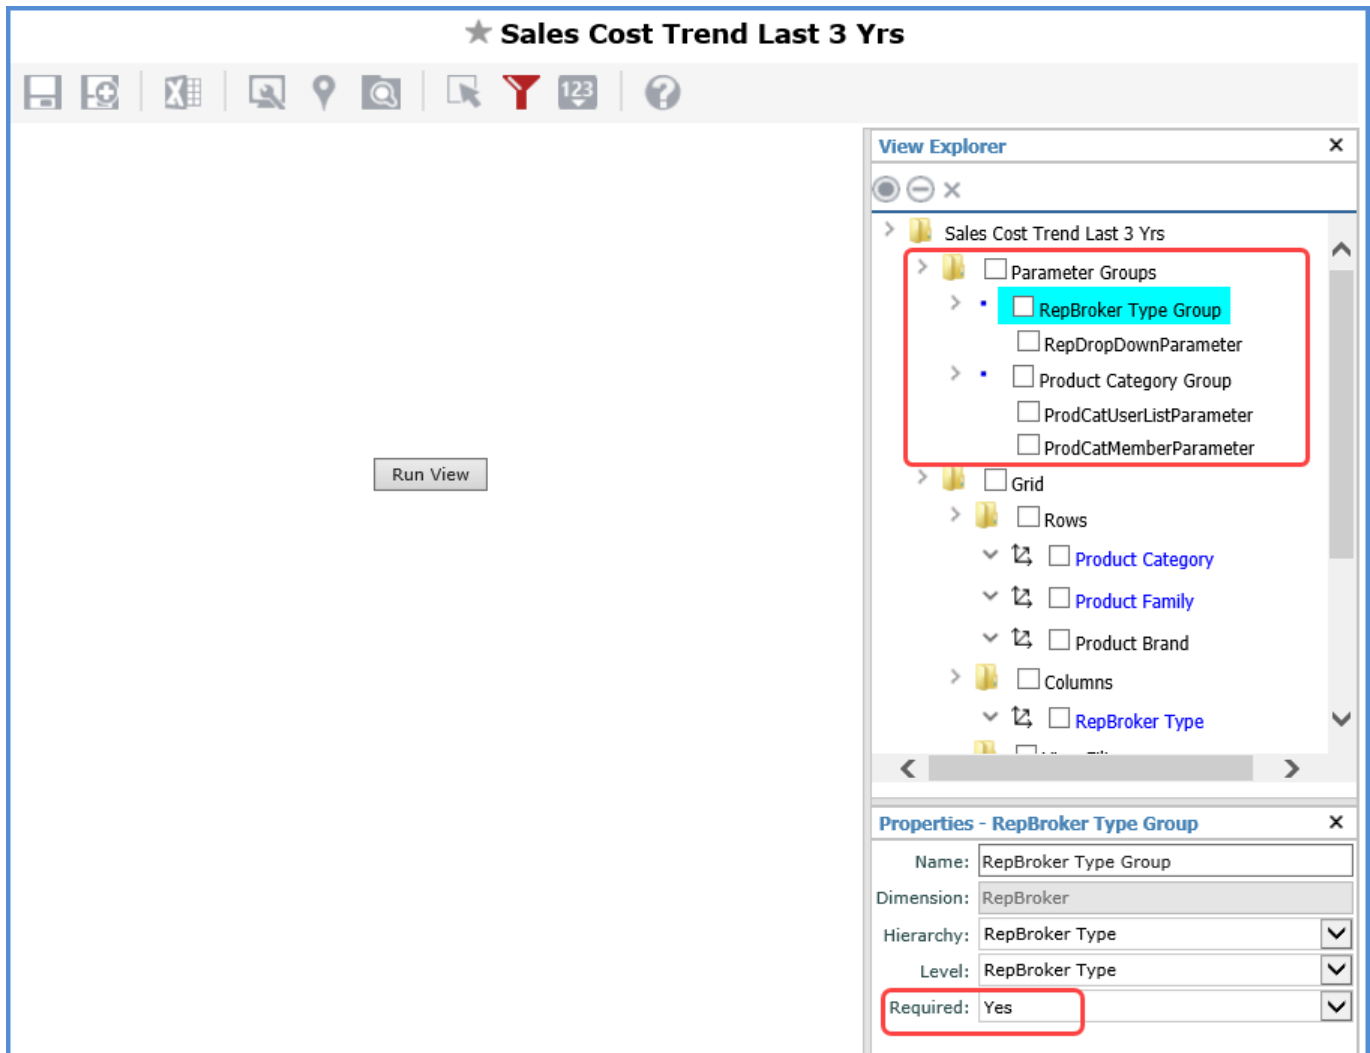 Sales Cost Trend Last 3 Yrs
X
123
?
View Explorer
Sales Cost Trend Last 3 Yrs
Parameter Groups
RepBroker Type Group
RepDropDownParameter
Product Category Group
ProdCatUserListParameter
ProdCatMemberParameter
Run View
Grid
Rows
Product Category
Product Family
Product Brand
Columns
RepBroker Type
Properties - RepBroker Type Group
Name: RepBroker Type Group
Dimension: RepBroker
Hierarchy: RepBroker Type
Level: RepBroker Type
Required: Yes